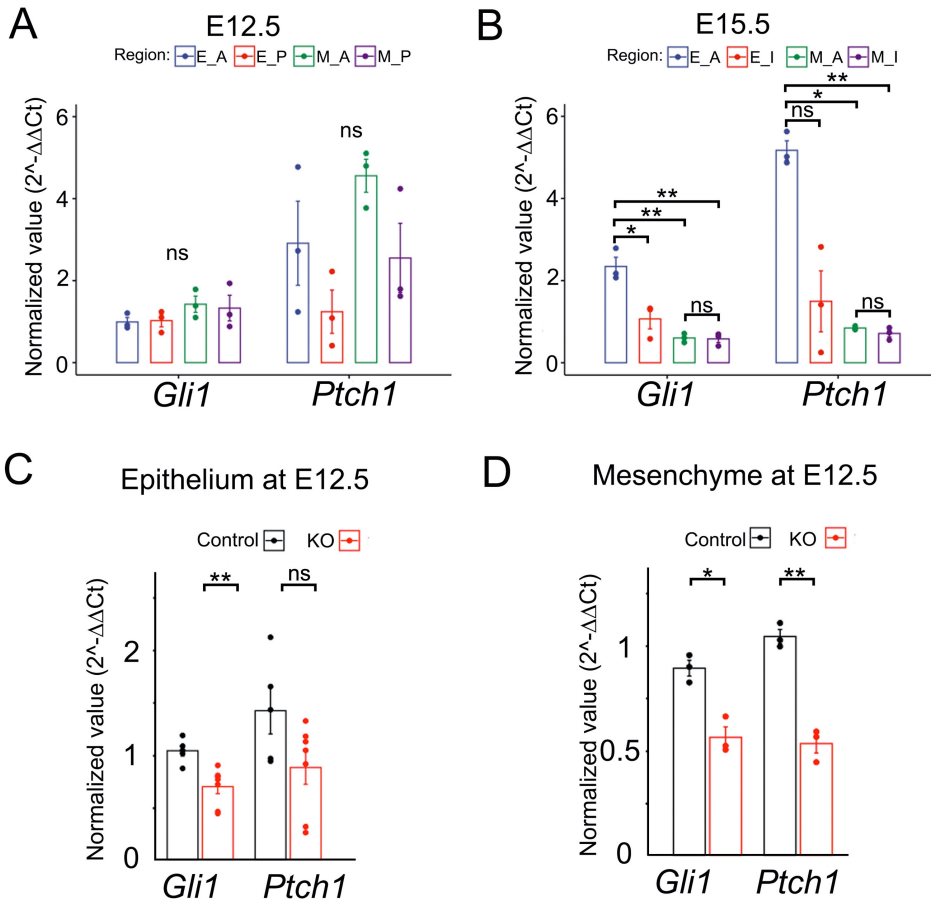 A
E12.5
Region: E_A E_P M_A M_P
Normalized value (2^-ΔΔCt)
6
4
2
0
ns
ns
Gli1 Ptch1
B
E15.5
Region: E_A E_I M_A M_I
Normalized value (2^-ΔΔCt)
6
4
2
0
**
**
*
ns
**
*
ns
ns
Gli1 Ptch1
C
Epithelium at E12.5
Control KO
Normalized value (2^-ΔΔCt)
2
1
0
** ns
Gli1 Ptch1
D
Mesenchyme at E12.5
Control KO
Normalized value (2^-ΔΔCt)
1
0.5
0
* **
Gli1 Ptch1